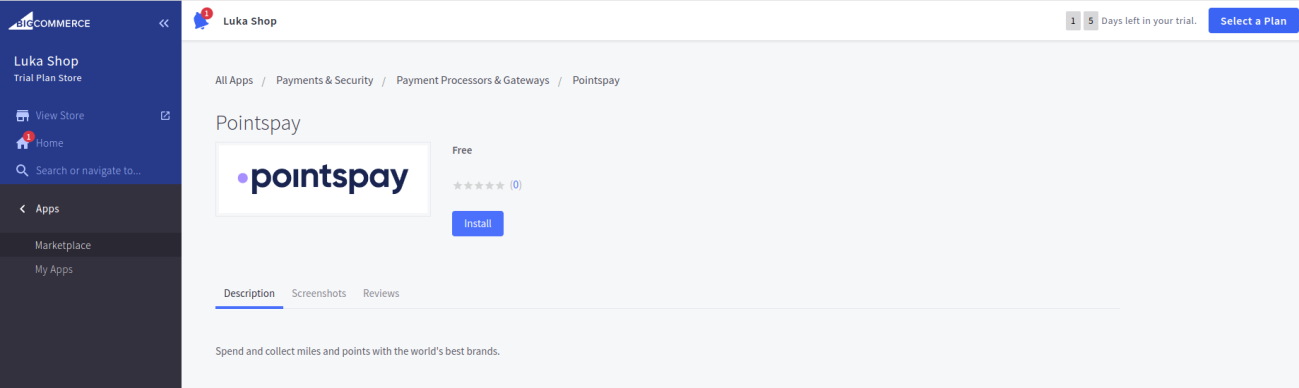 BIGCOMMERCE
Luka Shop
Trial Plan Store
View Store
1
Home
Search or navigate to...
Apps
Marketplace
My Apps
1
Luka Shop
1 5 Days left in your trial.
Select a Plan
All Apps / Payments & Security / Payment Processors & Gateways / Pointspay
Pointspay
pointspay
Free
(0)
Install
Description Screenshots Reviews
Spend and collect miles and points with the world's best brands.